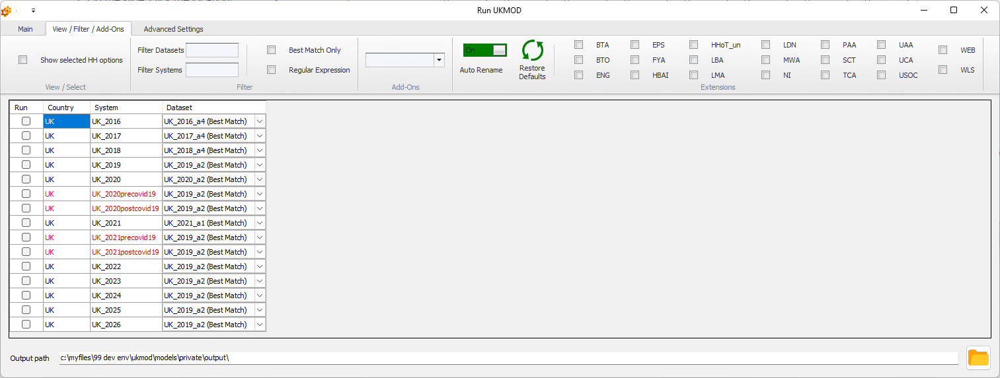 Run UKMOD
Main View / Filter / Add-Ons Advanced Settings
Show selected HH options
View / Select
Filter Datasets
Filter Systems
Best Match Only
Regular Expression
Filter
Add-Ons
On
Auto Rename
Restore
Defaults
BTA EPS HHoT_un LDN PAA UAA WEB
BTO FYA LBA MWA SCT UCA
ENG HBAI LMA NI TCA USOC WLS
Extensions
Run Country System Dataset
UK UK_2016 UK_2016_a4 (Best Match)
UK UK_2017 UK_2017_a4 (Best Match)
UK UK_2018 UK_2018_a4 (Best Match)
UK UK_2019 UK_2019_a2 (Best Match)
UK UK_2020 UK_2020_a2 (Best Match)
UK UK_2020precovid19 UK_2019_a2 (Best Match)
UK UK_2020postcovid19 UK_2019_a2 (Best Match)
UK UK_2021 UK_2021_a1 (Best Match)
UK UK_2021precovid19 UK_2019_a2 (Best Match)
UK UK_2021postcovid19 UK_2019_a2 (Best Match)
UK UK_2022 UK_2019_a2 (Best Match)
UK UK_2023 UK_2019_a2 (Best Match)
UK UK_2024 UK_2019_a2 (Best Match)
UK UK_2025 UK_2019_a2 (Best Match)
UK UK_2026 UK_2019_a2 (Best Match)
Output path c:\myfiles\99 dev env\ukmod\models\private\output\